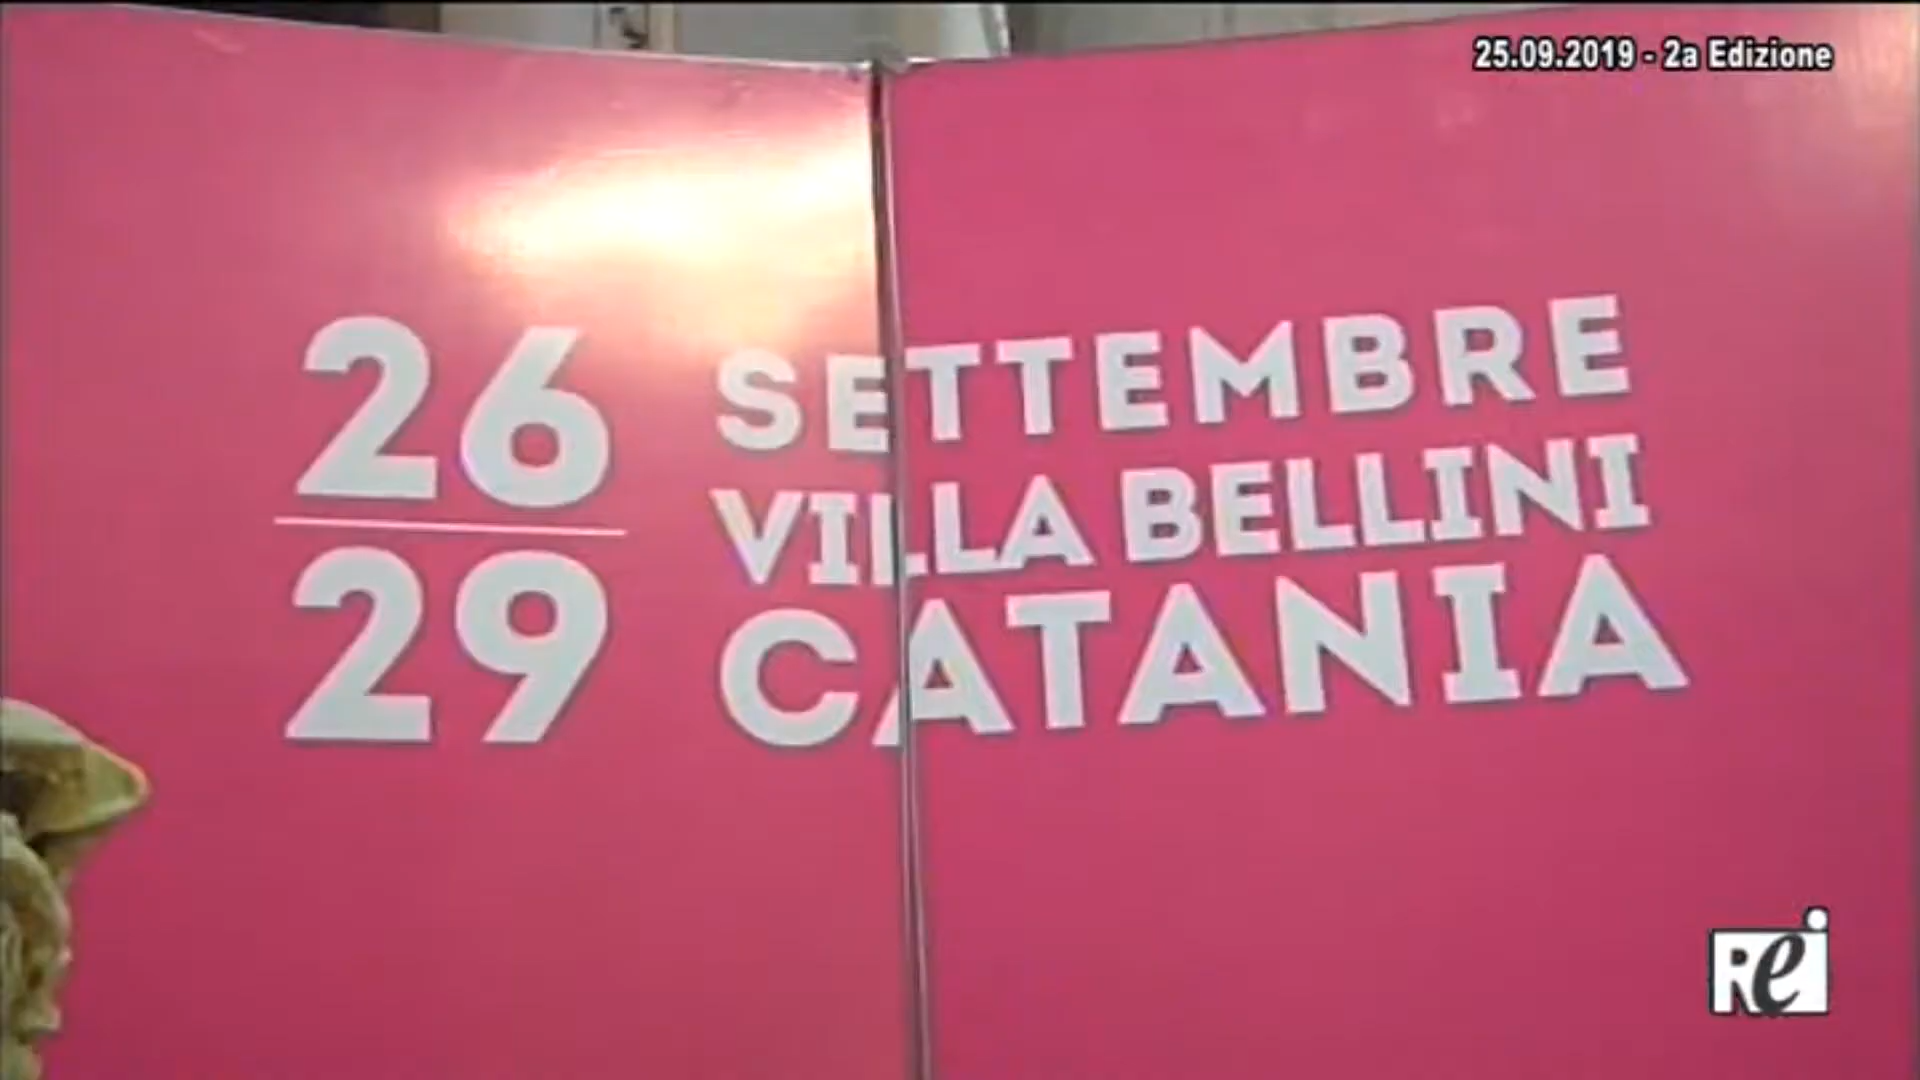 25.09.2019 - 2a Edizione
26
29
SETTEMBRE
VILLA BELLINI
CATANIA
Rei